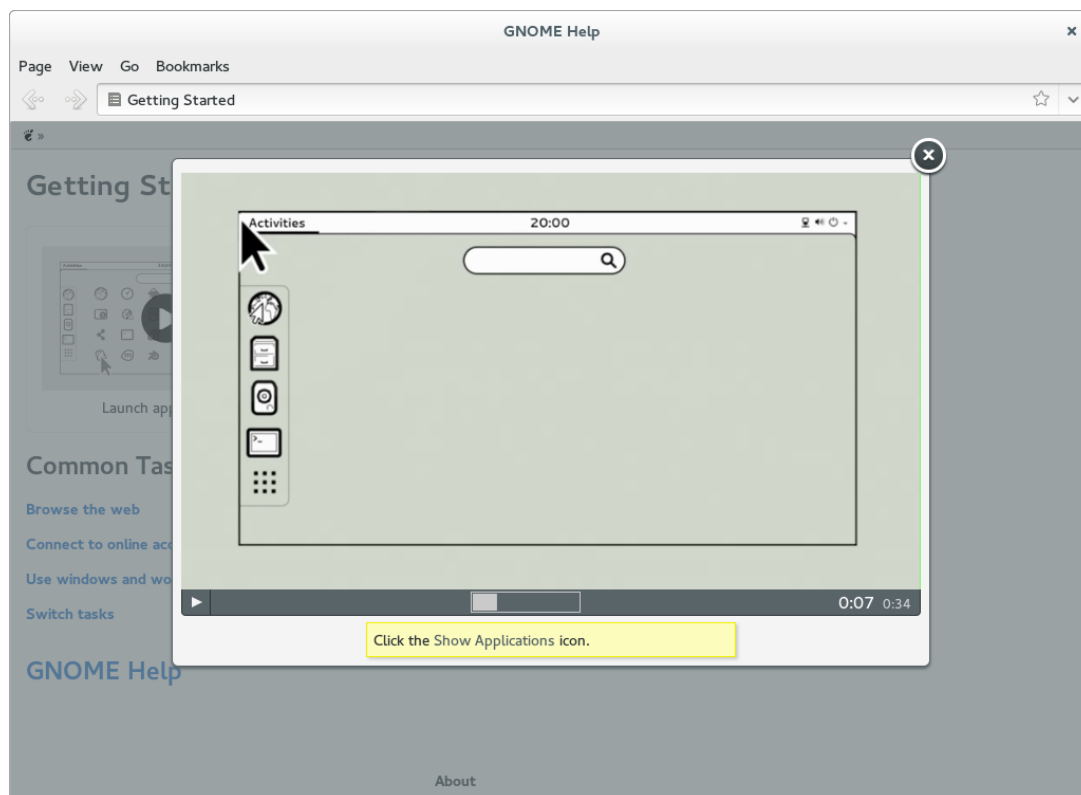 GNOME Help
Page View Go Bookmarks
Getting Started
»
Getting St
Activities 20:00
Launch app
Common Tas
Browse the web
Connect to online acc
Use windows and wo
Switch tasks
0:07 0:34
Click the Show Applications icon.
GNOME Help
About